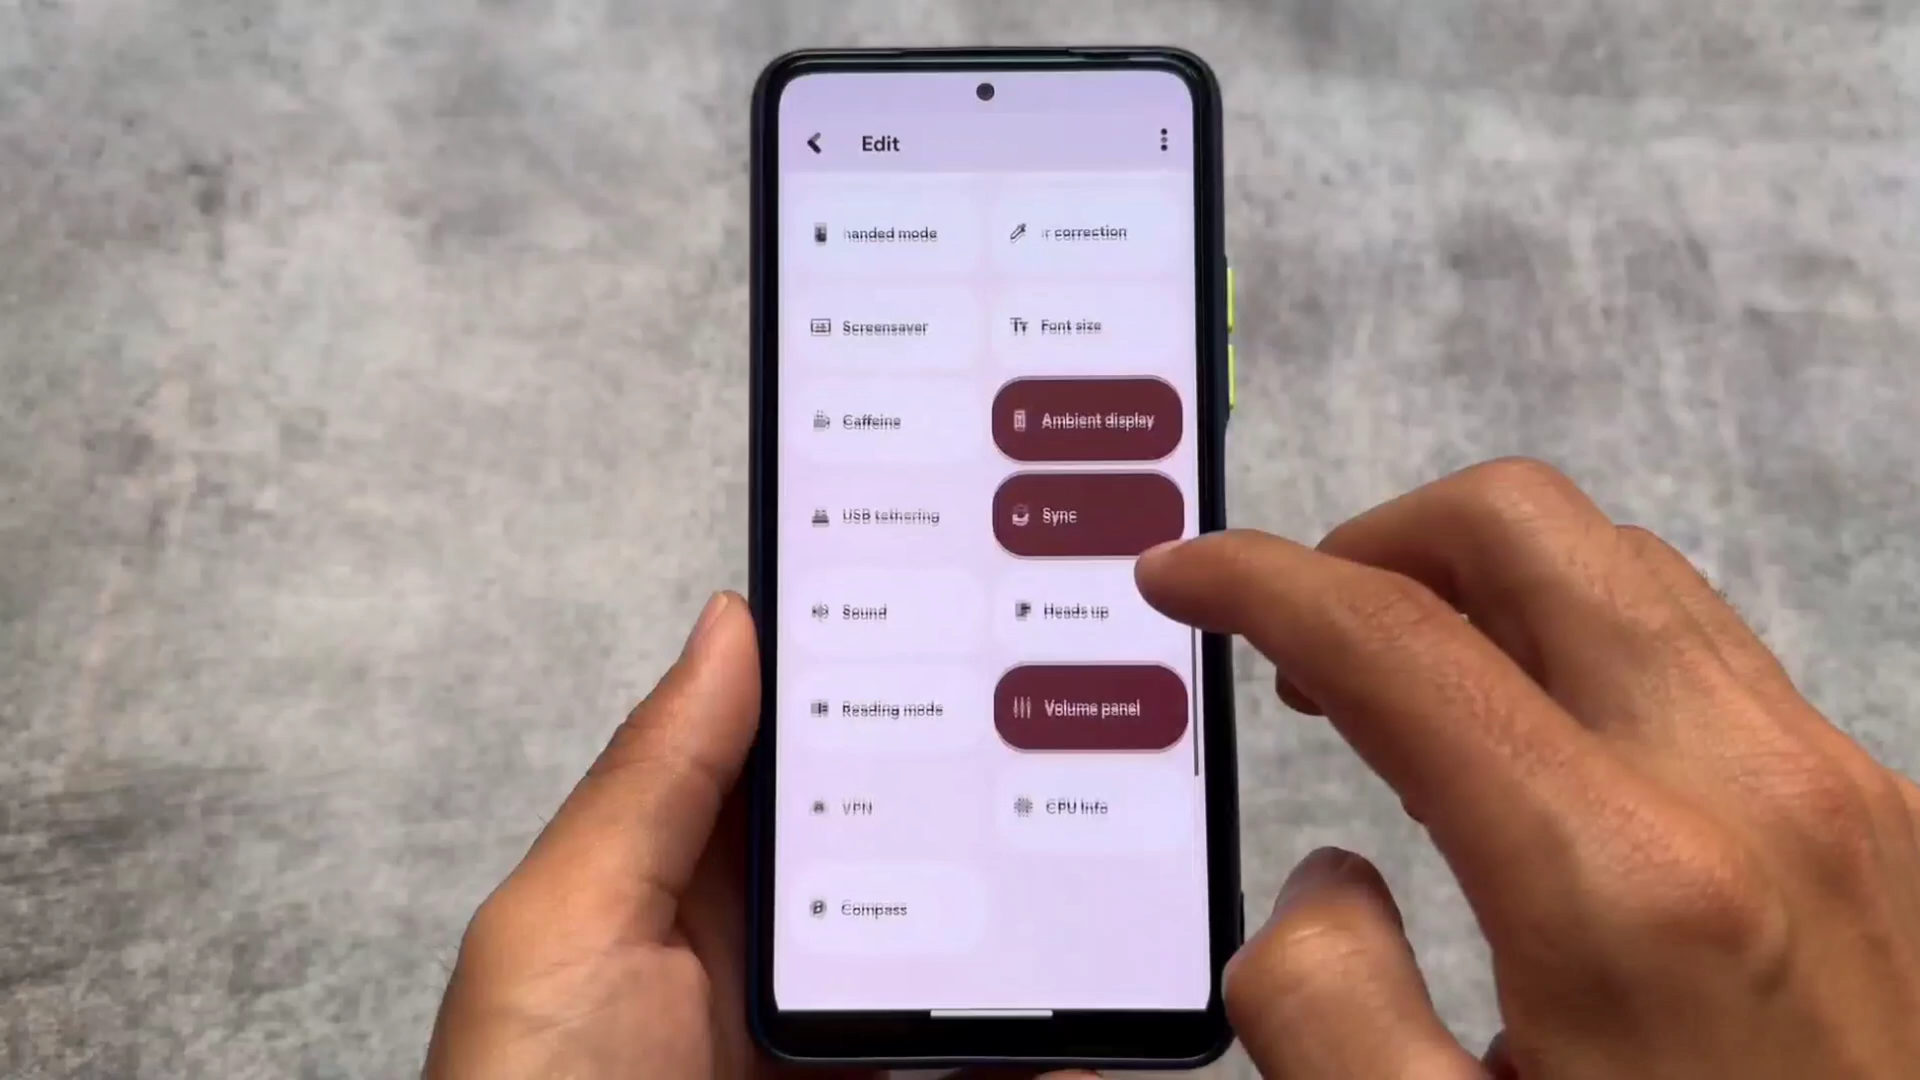 Edit
handed mode
r correction
Screensaver
Font size
Caffeine
Ambient display
USB tethering
Sync
Sound
Heads up
Reading mode
Volume panel
VPN
CPU Info
Compass